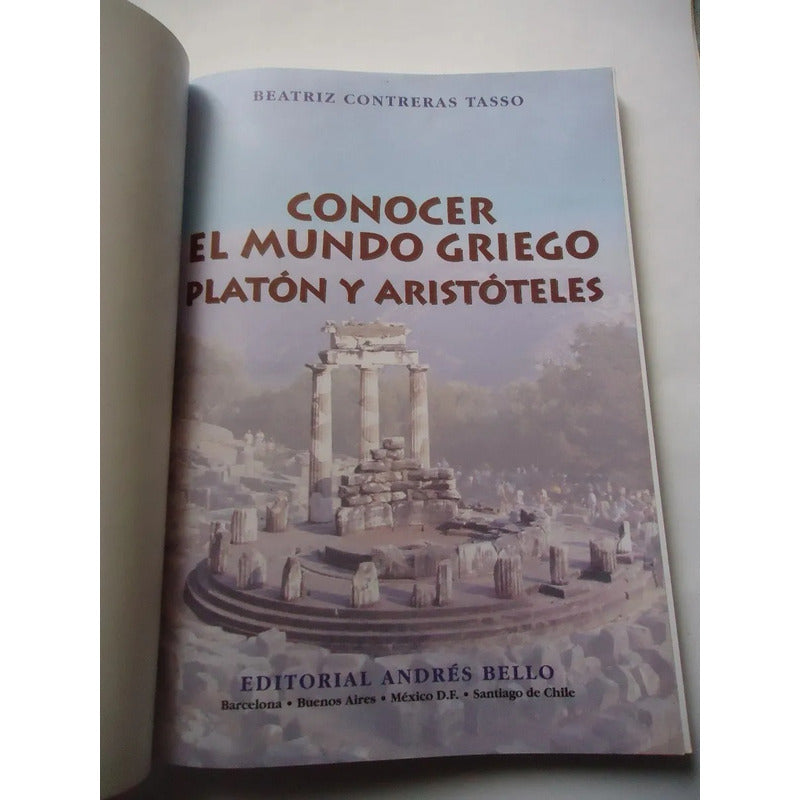 BEATRIZ CONTRERAS TASSO
CONOCER
EL MUNDO GRIEGO
PLATÓN Y ARISTÓTELES
EDITORIAL ANDRÉS BELLO
Barcelona • Buenos Aires • México D.F. • Santiago de Chile